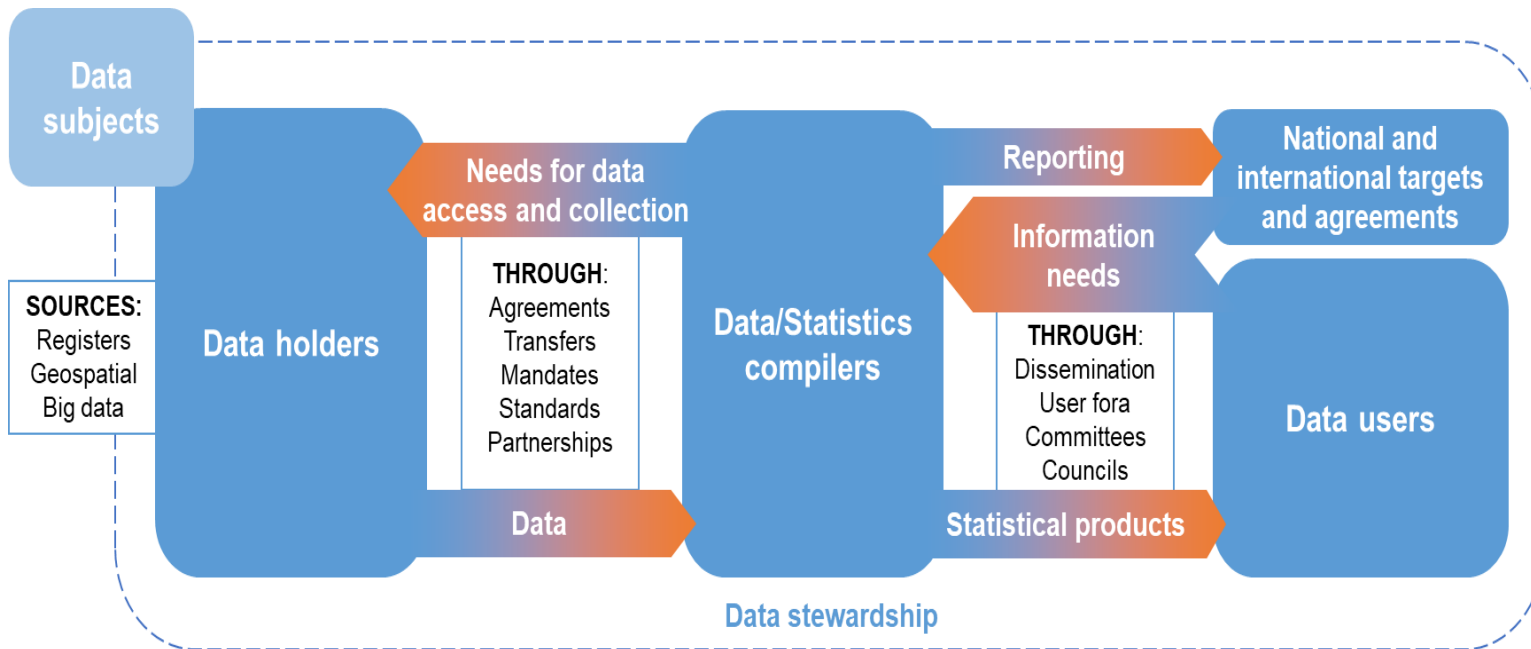 Data
subjects
SOURCES:
Registers
Geospatial
Big data
Data holders
Needs for data
access and collection
THROUGH:
Agreements
Transfers
Mandates
Standards
Partnerships
Data
Data/Statistics
compilers
Reporting
Information
needs
THROUGH:
Dissemination
User fora
Committees
Councils
Statistical products
National and
international targets
and agreements
Data users
Data stewardship